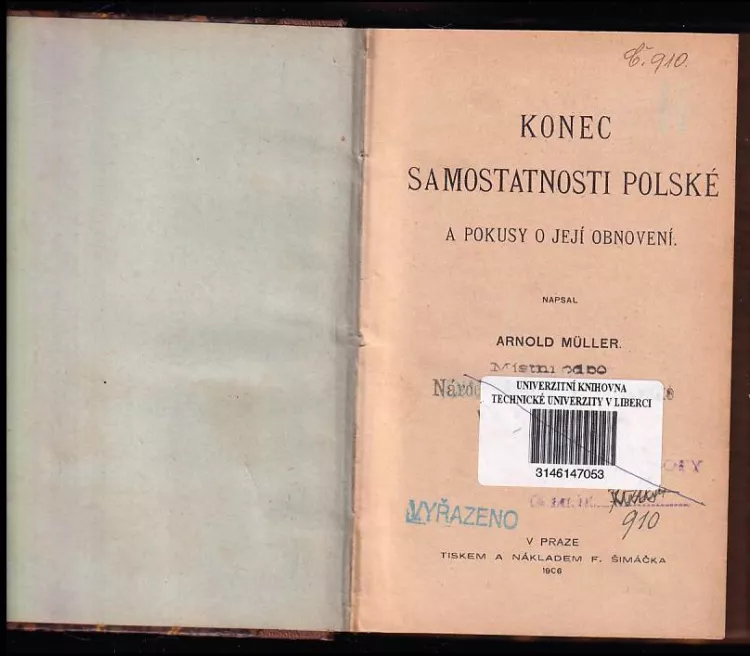 Č. 910.
KONEC
SAMOSTATNOSTI POLSKÉ
A POKUSY O JEJÍ OBNOVENÍ.
NAPSAL
ARNOLD MÜLLER.
Místní odbo
Národ
UNIVERZITNÍ KNIHOVNA
TECHNICKÉ UNIVERZITY V LIBERCI
3146147053
VYŘAZENO
910
V PRAZE
TISKEM A NÁKLADEM F. ŠIMÁČKA
1906